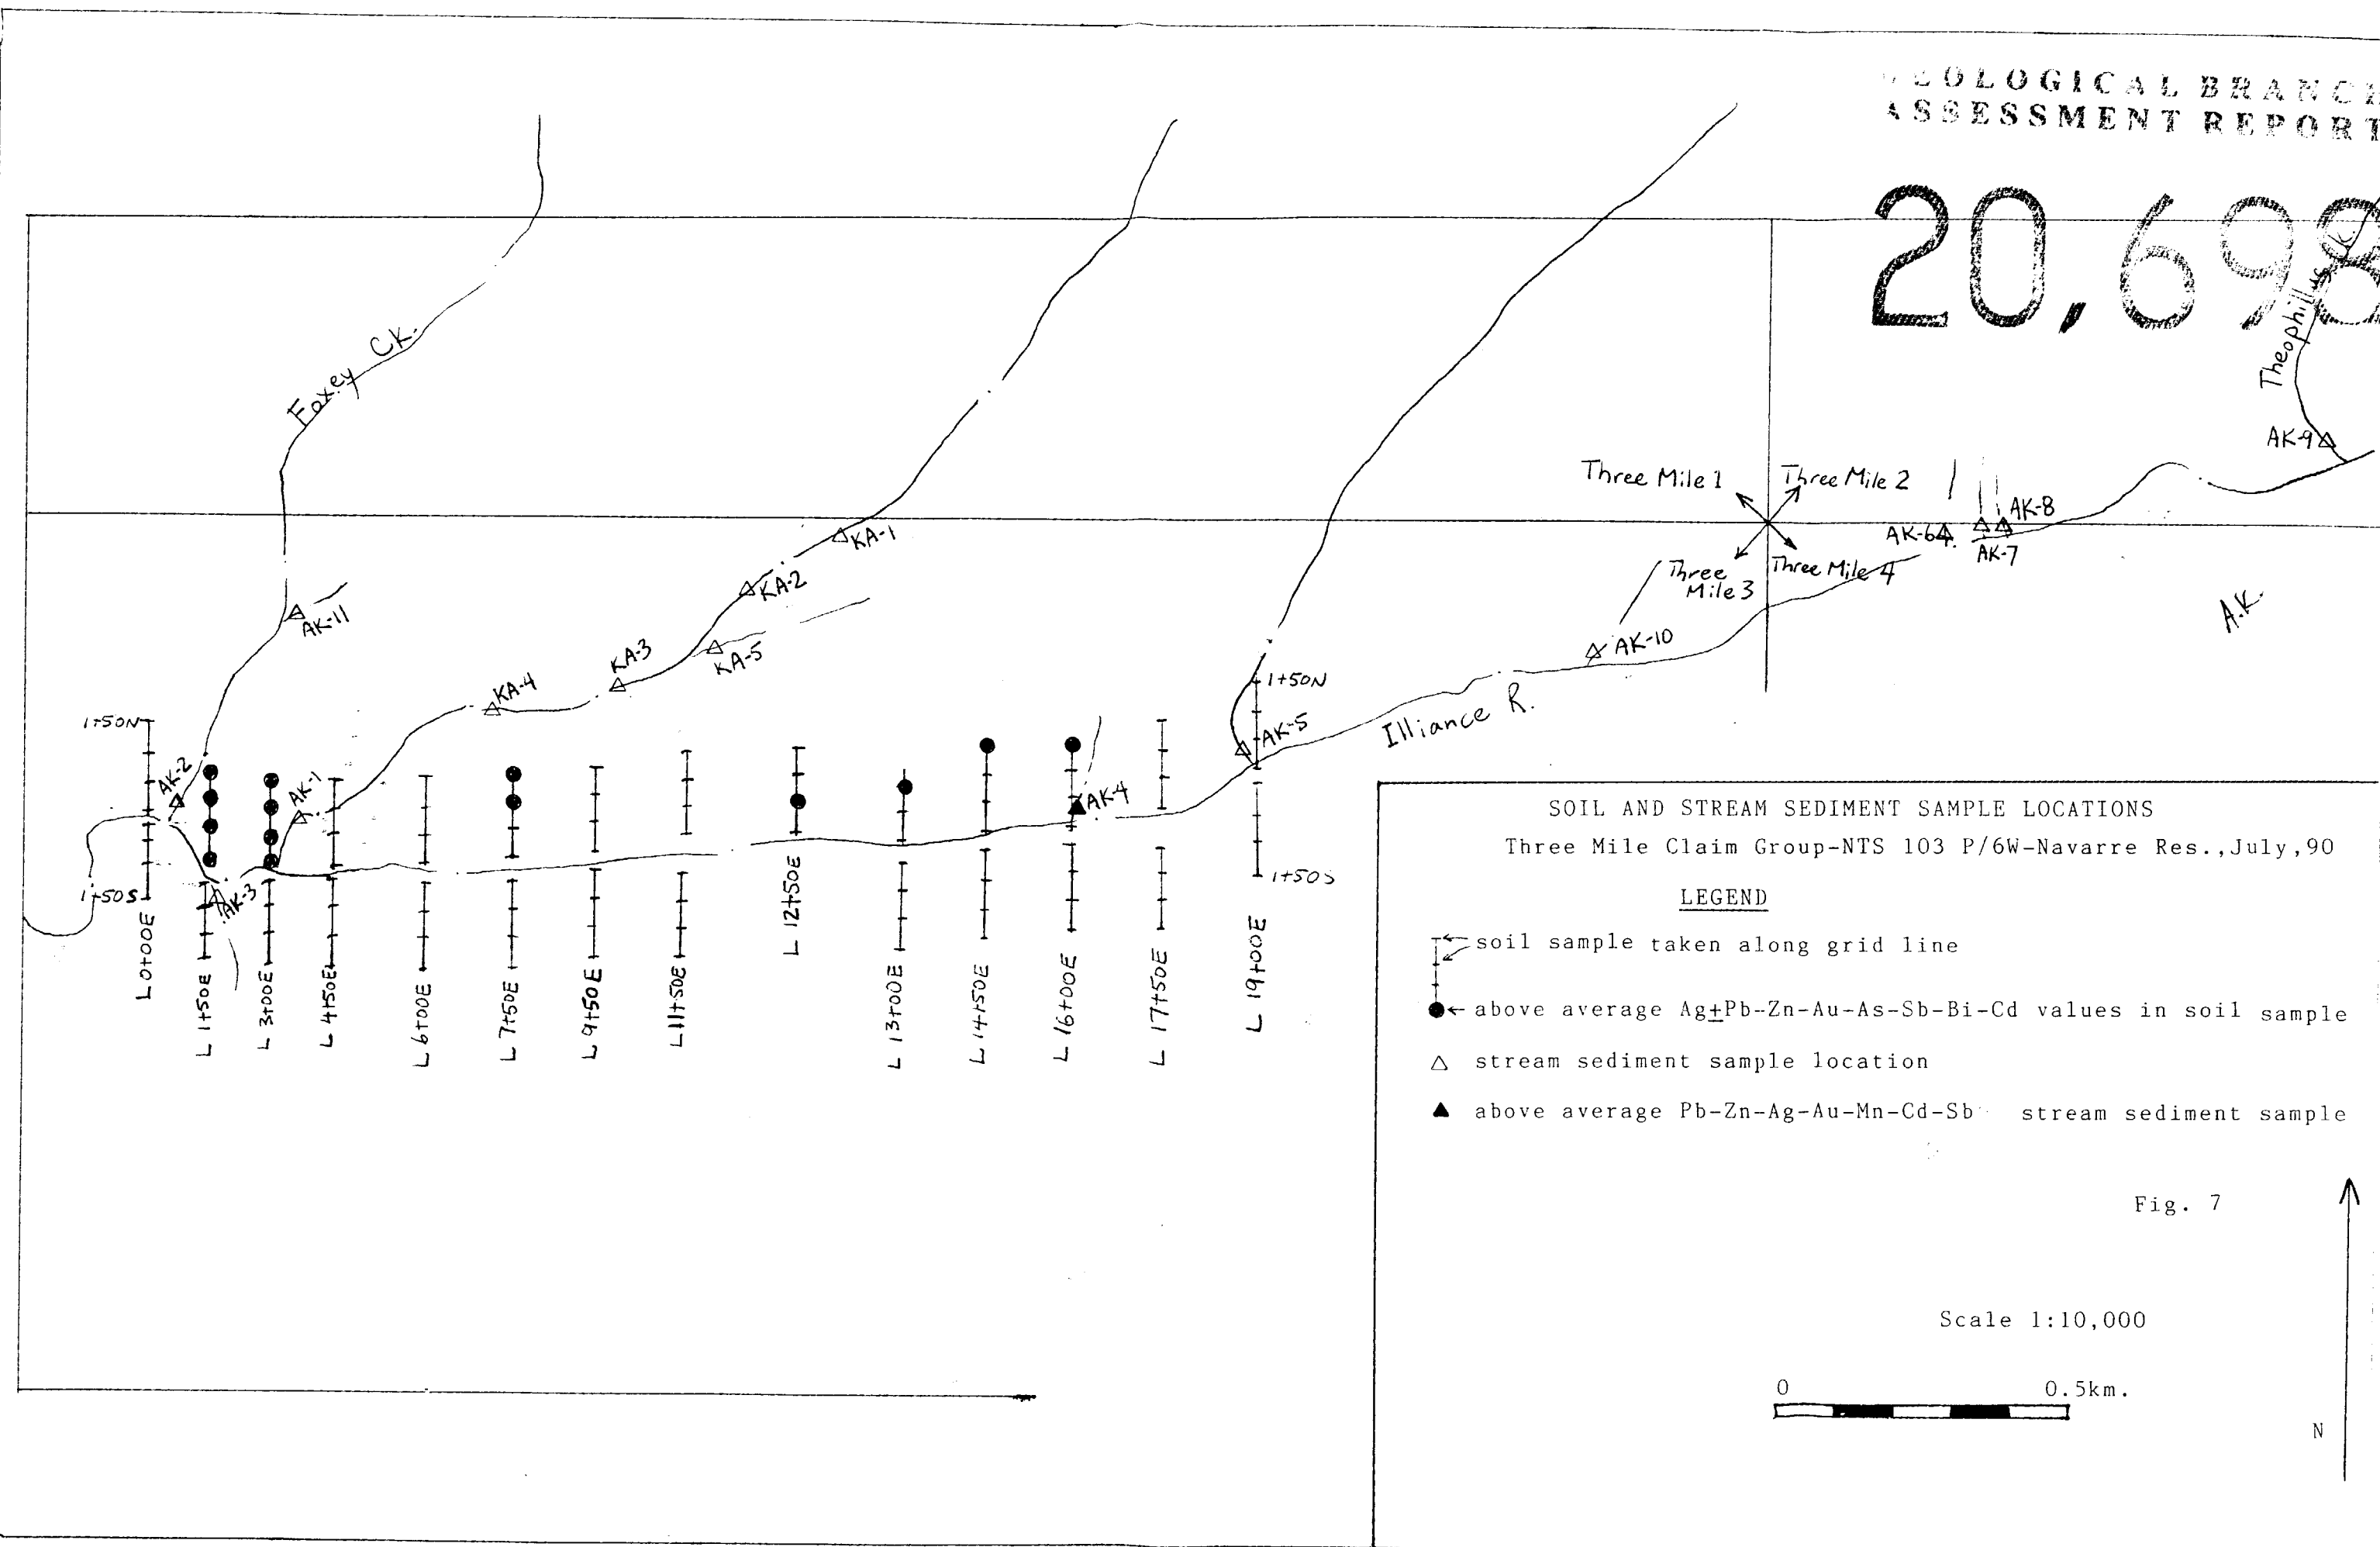 GEOLOGICAL BRANCH
ASSESSMENT REPORT
20,698
Foxey Ck.
Theophillus Ck.
AK-9
Three Mile 1
Three Mile 2
Three
Mile 3
Three Mile 4
AK-6
AK-7
AK-8
A.K.
KA-1
KA-2
KA-3
KA-4
KA-5
AK-11
AK-10
AK-5
AK-4
AK-2
AK-1
AK-3
Illiance R.
1+50N
1+50S
1+50N
1+50S
L 0+00E
L 1+50E
L 3+00E
L 4+50E
L 6+00E
L 7+50E
L 9+50E
L 11+50E
L 12+50E
L 13+00E
L 14+50E
L 16+00E
L 17+50E
L 19+00E
SOIL AND STREAM SEDIMENT SAMPLE LOCATIONS
Three Mile Claim Group-NTS 103 P/6W-Navarre Res.,July,90
LEGEND
soil sample taken along grid line
above average Ag±Pb-Zn-Au-As-Sb-Bi-Cd values in soil sample
stream sediment sample location
above average Pb-Zn-Ag-Au-Mn-Cd-Sb stream sediment sample
Fig. 7
Scale 1:10,000
0 0.5km.
N